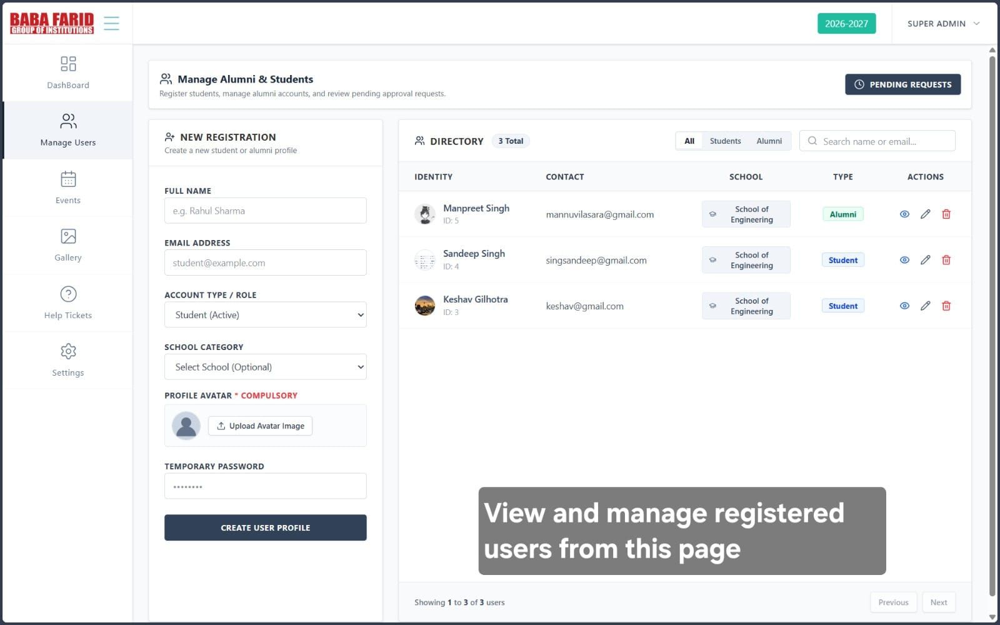 BABA FARID
GROUP OF INSTITUTIONS
2026-2027
SUPER ADMIN
DashBoard
Manage Users
Events
Gallery
Help Tickets
Settings
Manage Alumni & Students
Register students, manage alumni accounts, and review pending approval requests.
PENDING REQUESTS
NEW REGISTRATION
Create a new student or alumni profile
FULL NAME
e.g. Rahul Sharma
EMAIL ADDRESS
student@example.com
ACCOUNT TYPE / ROLE
Student (Active)
SCHOOL CATEGORY
Select School (Optional)
PROFILE AVATAR * COMPULSORY
Upload Avatar Image
TEMPORARY PASSWORD
••••••••
CREATE USER PROFILE
DIRECTORY 3 Total
All Students Alumni
Search name or email...
IDENTITY CONTACT SCHOOL TYPE ACTIONS
Manpreet Singh
ID: 5
mannuvilasara@gmail.com
School of
Engineering
Alumni
Sandeep Singh
ID: 4
singsandeep@gmail.com
School of
Engineering
Student
Keshav Gilhotra
ID: 3
keshav@gmail.com
School of
Engineering
Student
View and manage registered
users from this page
Showing 1 to 3 of 3 users
Previous Next